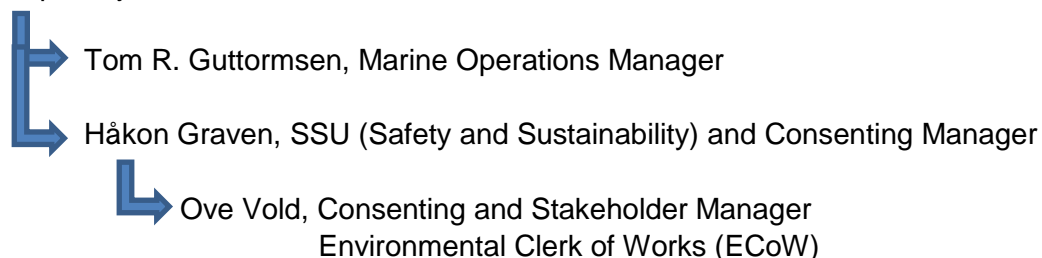 Tom R. Guttormsen, Marine Operations Manager
Håkon Graven, SSU (Safety and Sustainability) and Consenting Manager
Ove Vold, Consenting and Stakeholder Manager
Environmental Clerk of Works (ECoW)